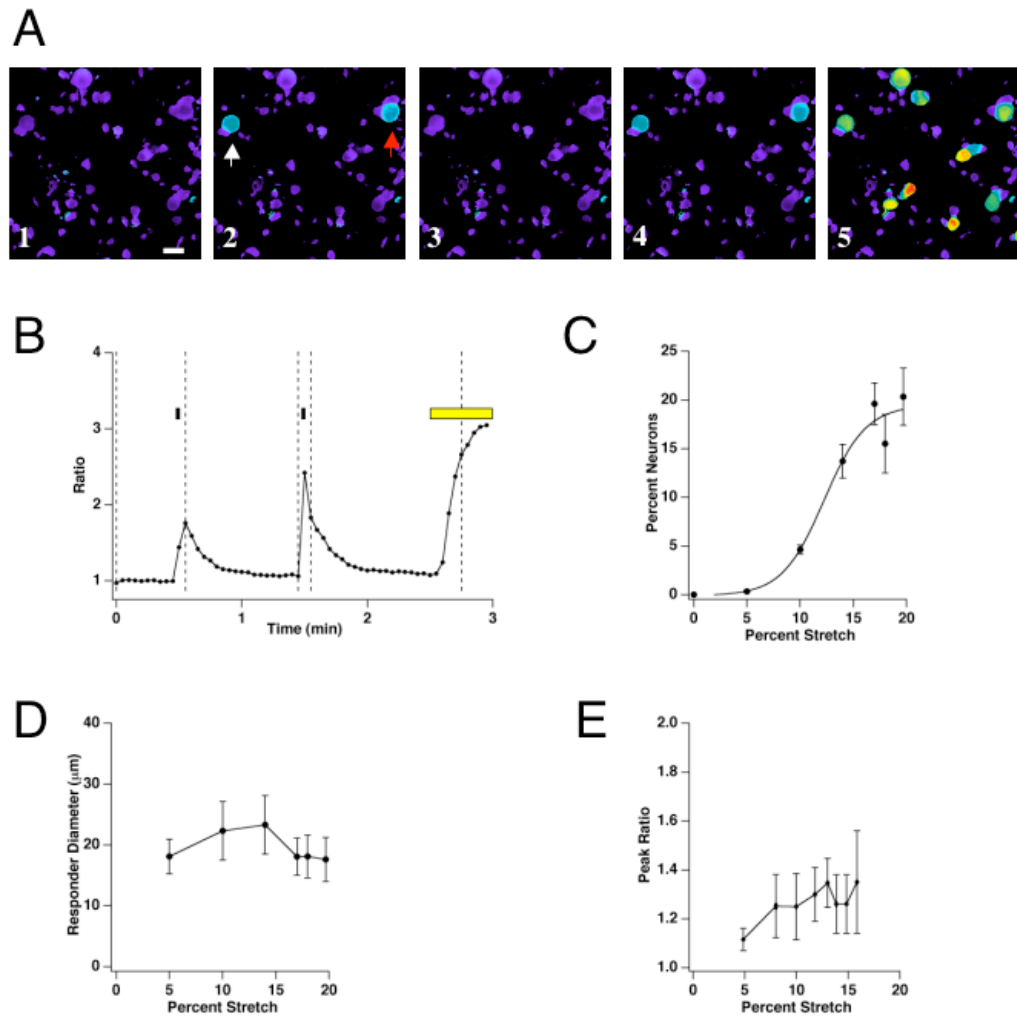 A
1 2 3 4 5
B
4
3
2
1
Ratio
0 1 2 3
Time (min)
C
25
20
15
10
5
0
Percent Neurons
0 5 10 15 20
Percent Stretch
D
40
30
20
10
0
Responder Diameter (μm)
0 5 10 15 20
Percent Stretch
E
2.0
1.8
1.6
1.4
1.2
1.0
Peak Ratio
0 5 10 15 20
Percent Stretch